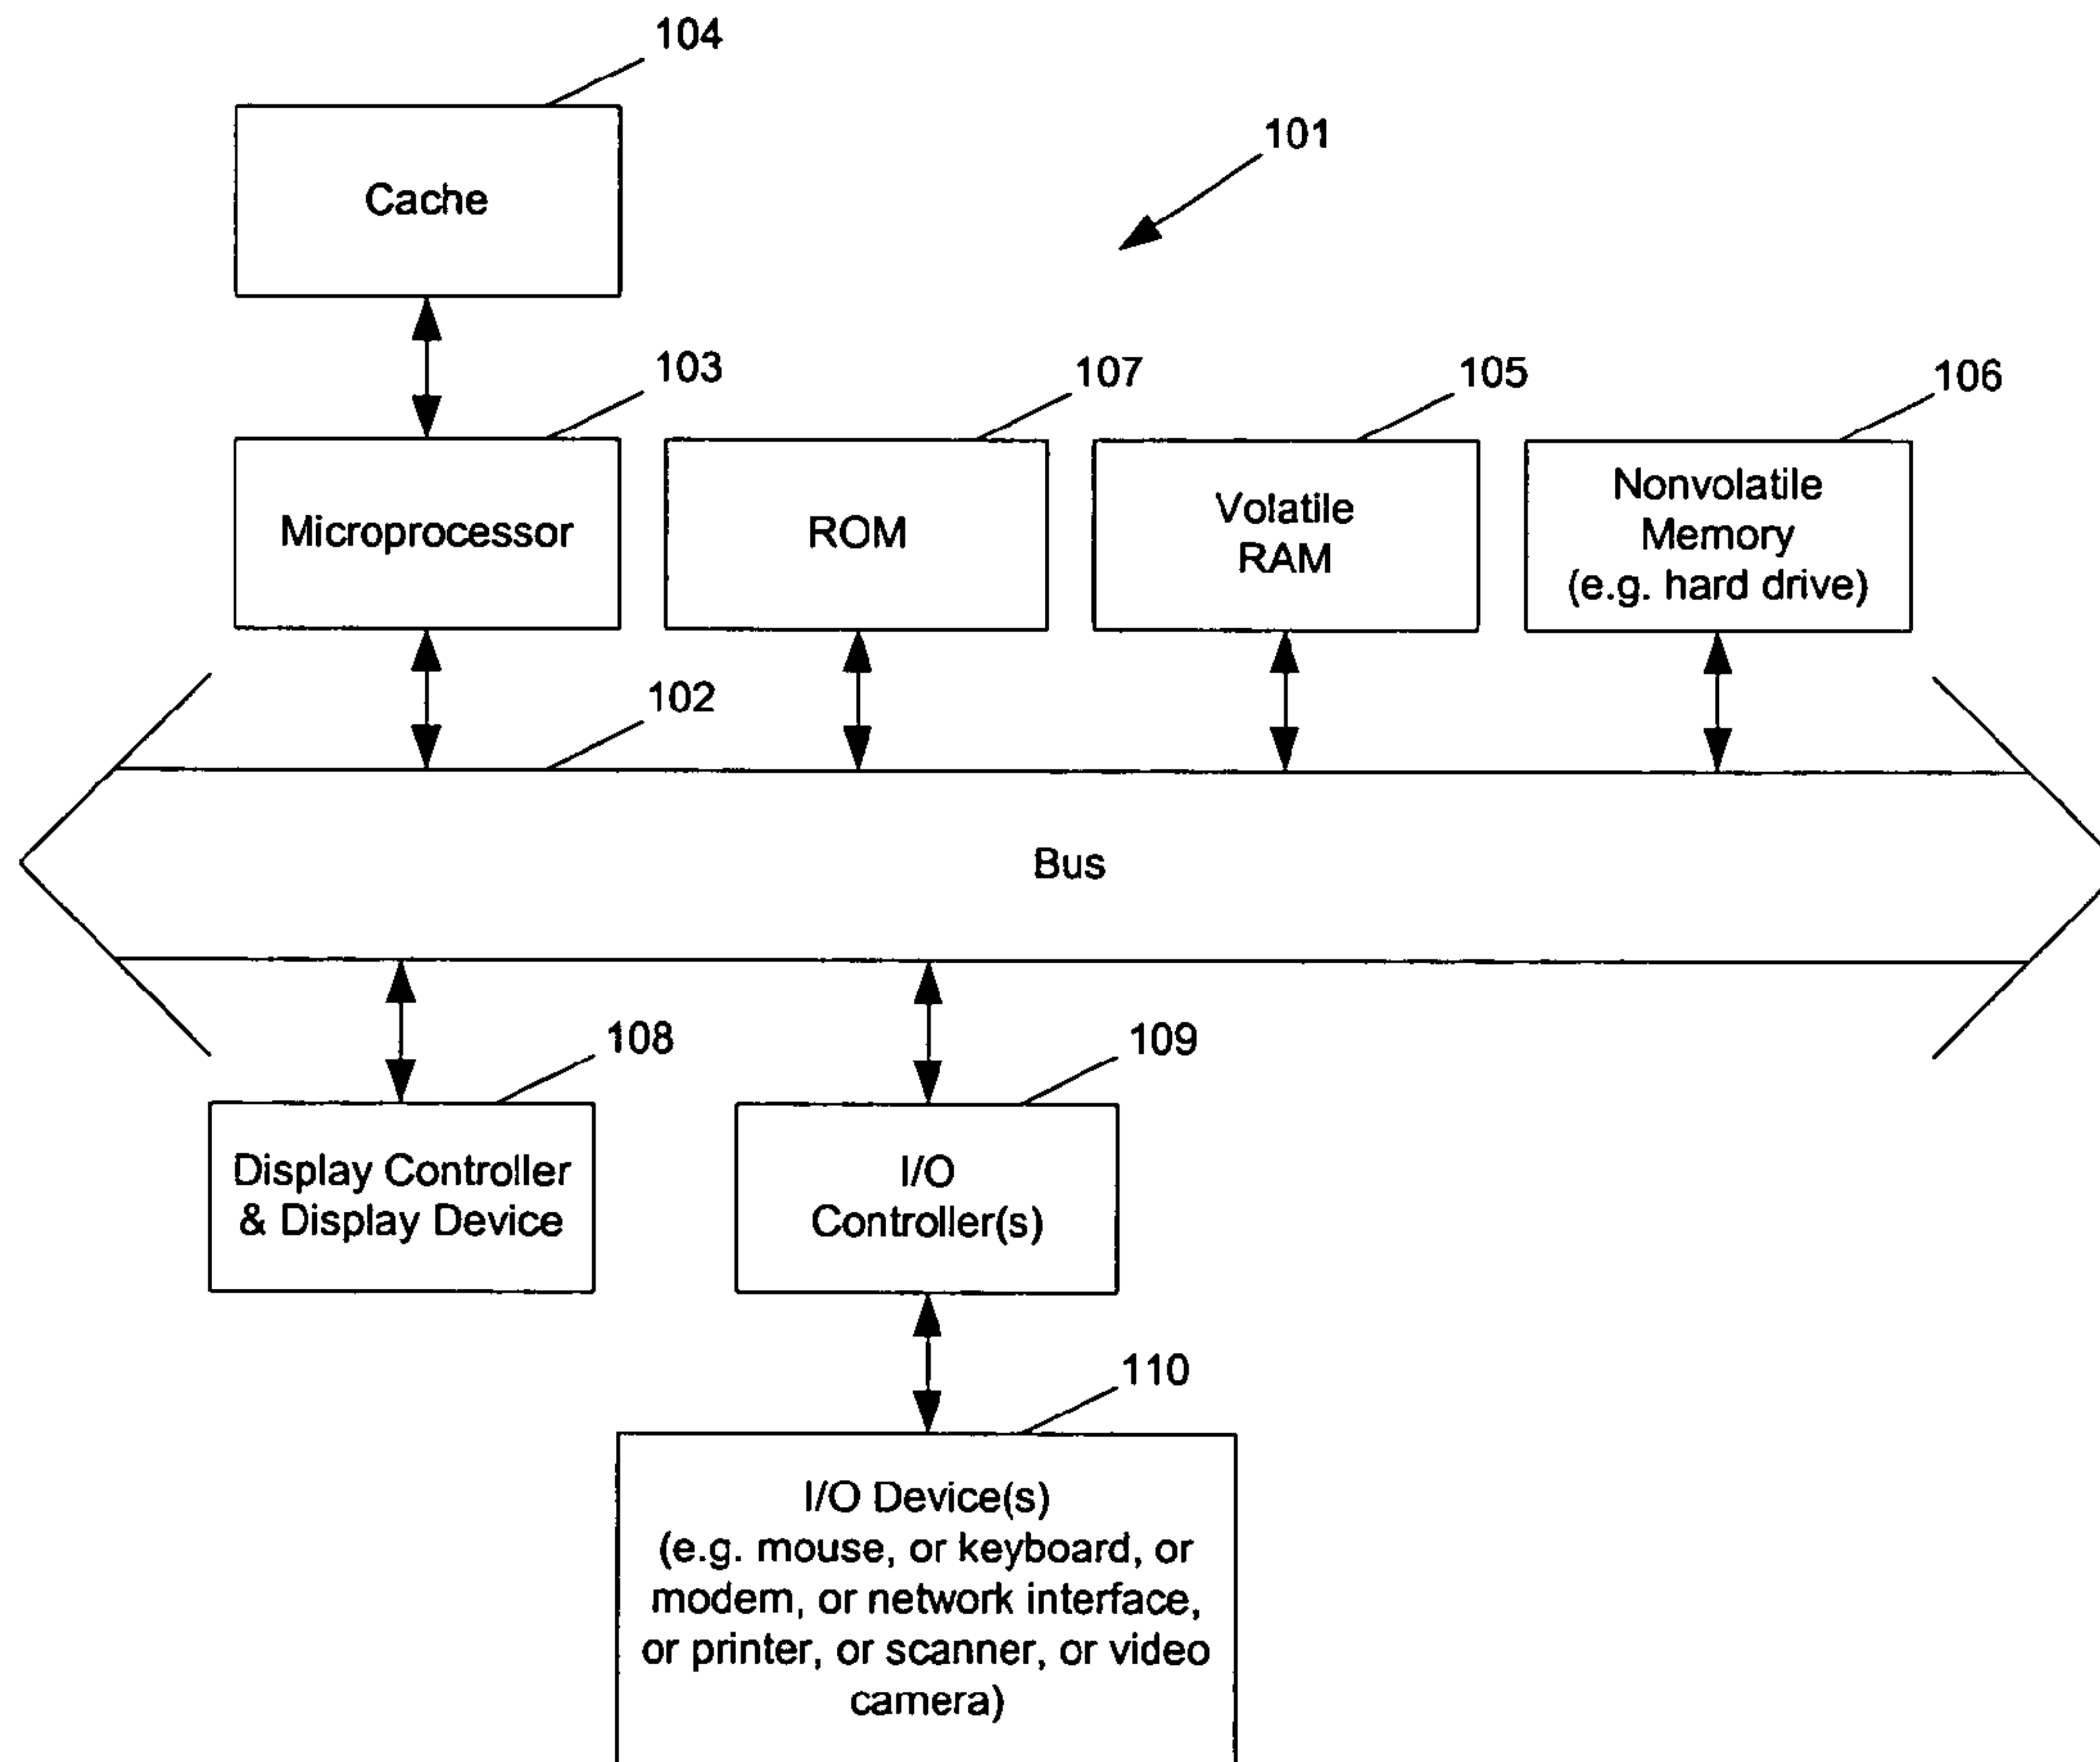 104
Cache
101
103
107
105
106
Microprocessor
ROM
Volatile
RAM
Nonvolatile
Memory
(e.g. hard drive)
102
Bus
108
109
Display Controller
& Display Device
I/O
Controller(s)
110
I/O Device(s)
(e.g. mouse, or keyboard, or
modem, or network interface,
or printer, or scanner, or video
camera)